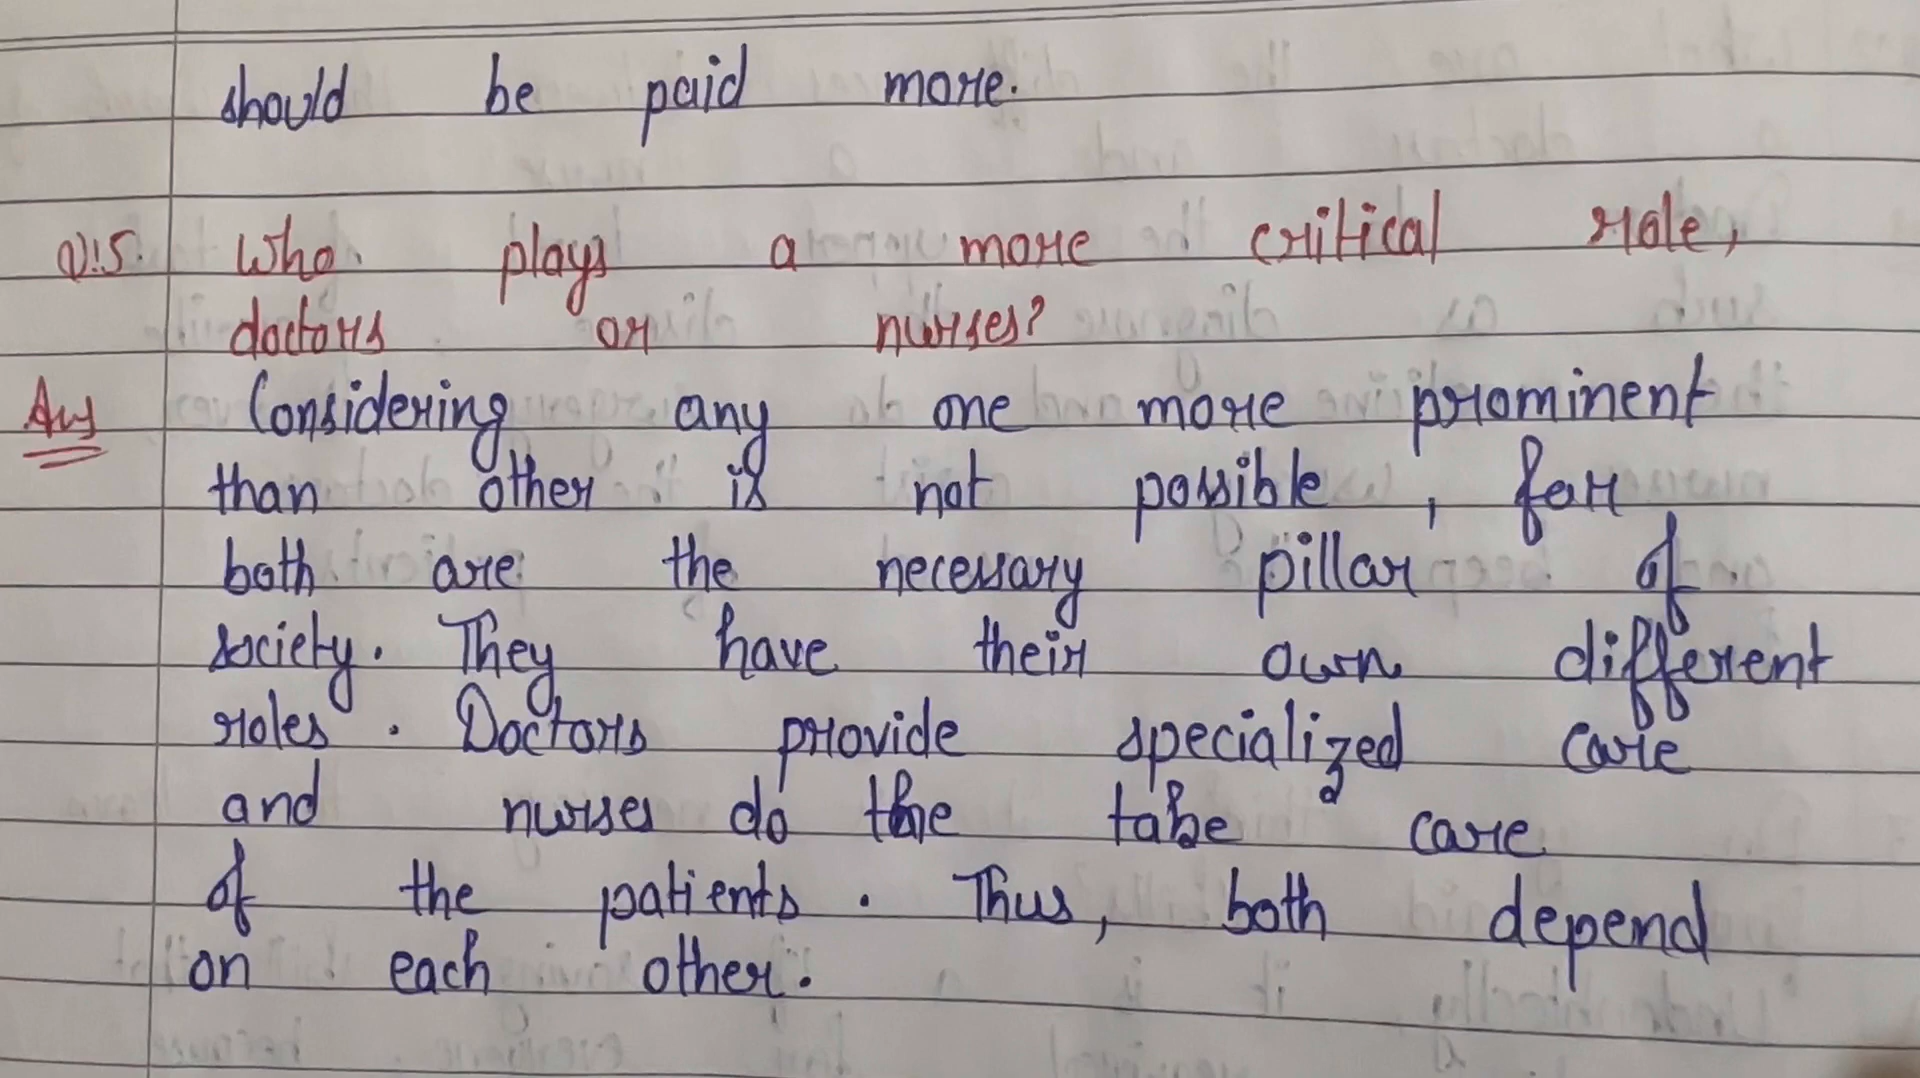 should be paid more.
Q:5. Who plays a more critical role,
doctors or nurses?
Ans Considering any one more prominent
than other is not possible, for
both are the necessary pillar of
society. They have their own different
roles. Doctors provide specialized care
and nurses do the take care
of the patients. Thus, both depend
on each other.